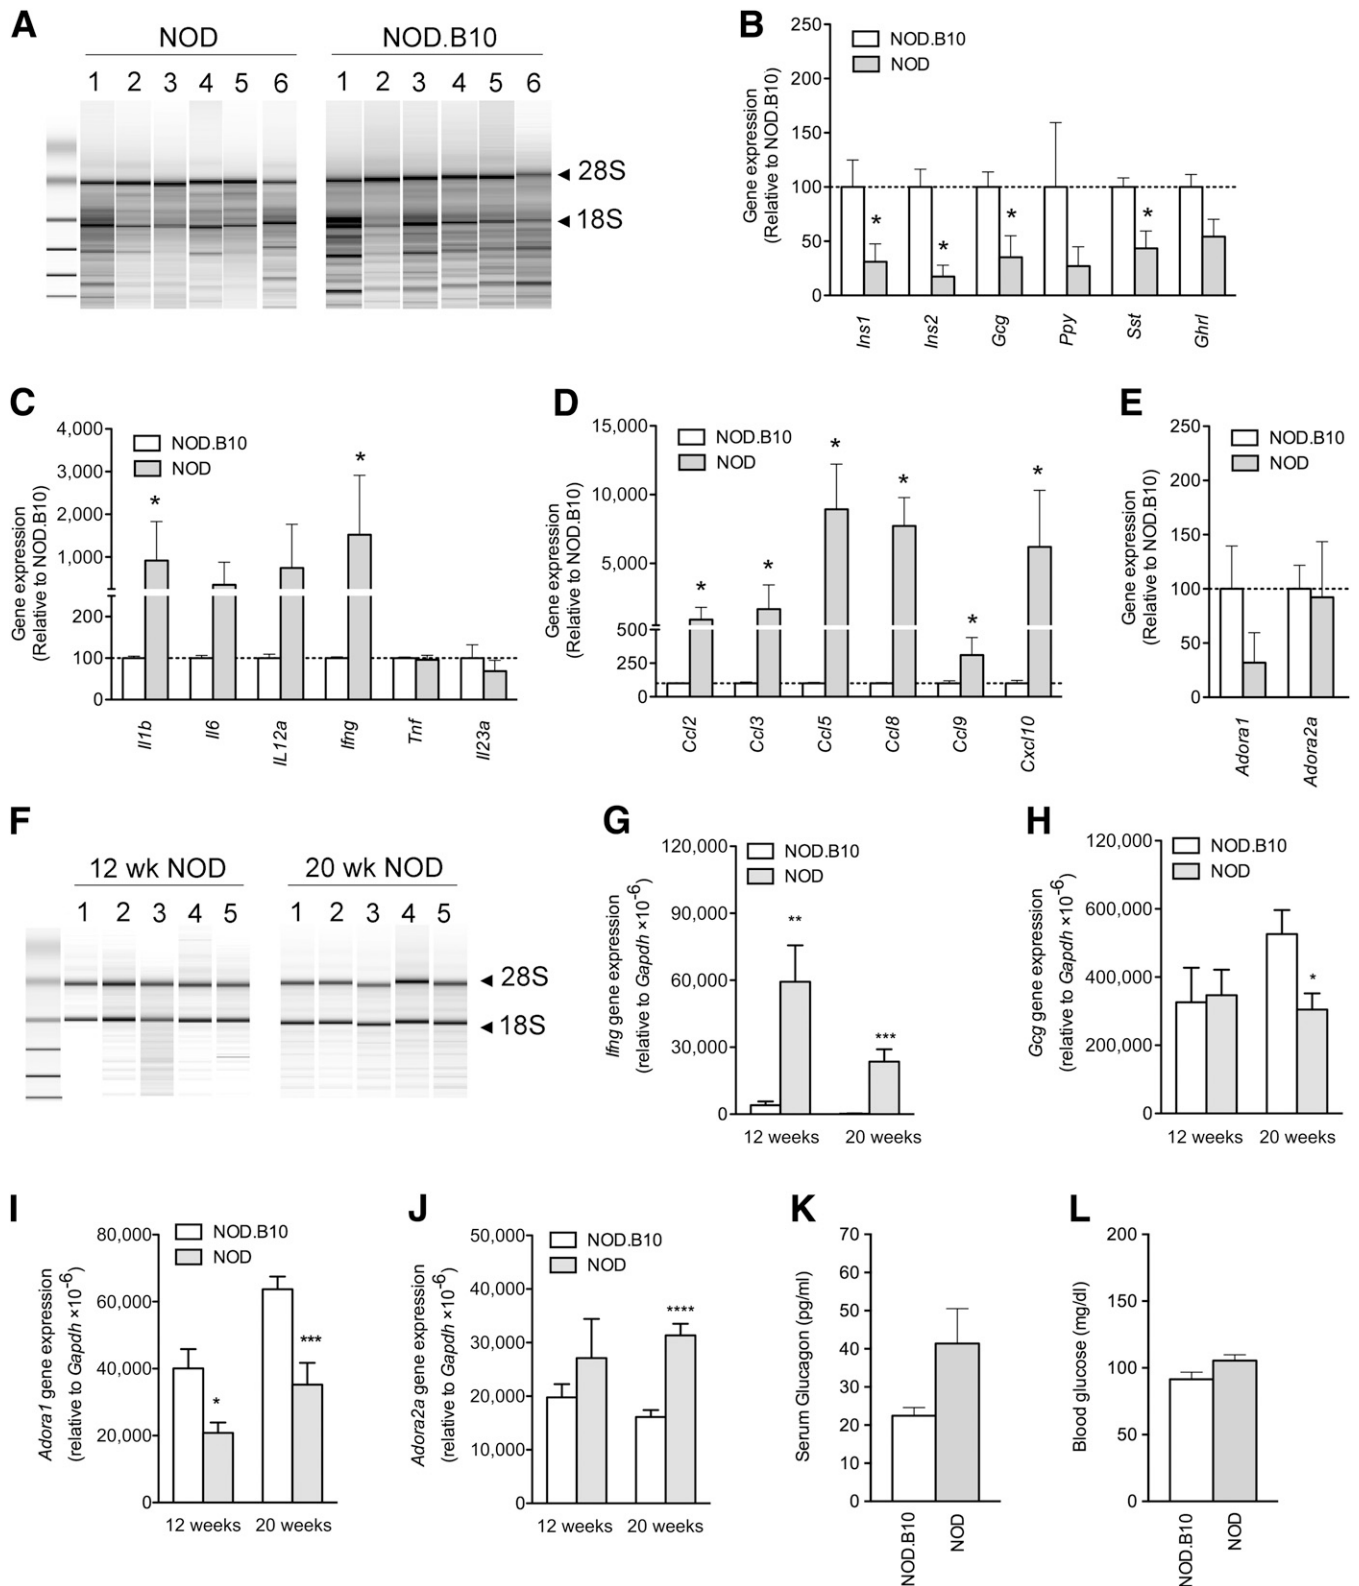 A
NOD
NOD.B10
1 2 3 4 5 6
1 2 3 4 5 6
28S
18S
B
Gene expression
(Relative to NOD.B10)
250
200
150
100
50
0
NOD.B10
NOD
*
*
*
*
Ins1
Ins2
Gcg
Ppy
Sst
Ghrl
C
Gene expression
(Relative to NOD.B10)
4,000
3,000
2,000
1,000
200
100
0
NOD.B10
NOD
*
*
Il1b
Il6
IL12a
Ifng
Tnf
Il23a
D
Gene expression
(Relative to NOD.B10)
15,000
10,000
5,000
500
250
0
NOD.B10
NOD
*
*
*
*
*
*
Ccl2
Ccl3
Ccl5
Ccl8
Ccl9
Cxcl10
E
Gene expression
(Relative to NOD.B10)
250
200
150
100
50
0
NOD.B10
NOD
Adora1
Adora2a
F
12 wk NOD
20 wk NOD
1 2 3 4 5
1 2 3 4 5
28S
18S
G
Ifng gene expression
(relative to Gapdh ×10-6)
120,000
90,000
60,000
30,000
0
NOD.B10
NOD
**
***
12 weeks
20 weeks
H
Gcg gene expression
(relative to Gapdh ×10-6)
120,000
600,000
400,000
200,000
0
NOD.B10
NOD
*
12 weeks
20 weeks
I
Adora1 gene expression
(relative to Gapdh ×10-6)
80,000
60,000
40,000
20,000
0
NOD.B10
NOD
*
***
12 weeks
20 weeks
J
Adora2a gene expression
(relative to Gapdh ×10-6)
50,000
40,000
30,000
20,000
10,000
0
NOD.B10
NOD
****
12 weeks
20 weeks
K
Serum Glucagon (pg/ml)
70
60
50
40
30
20
10
0
NOD.B10
NOD
L
Blood glucose (mg/dl)
200
150
100
50
0
NOD.B10
NOD